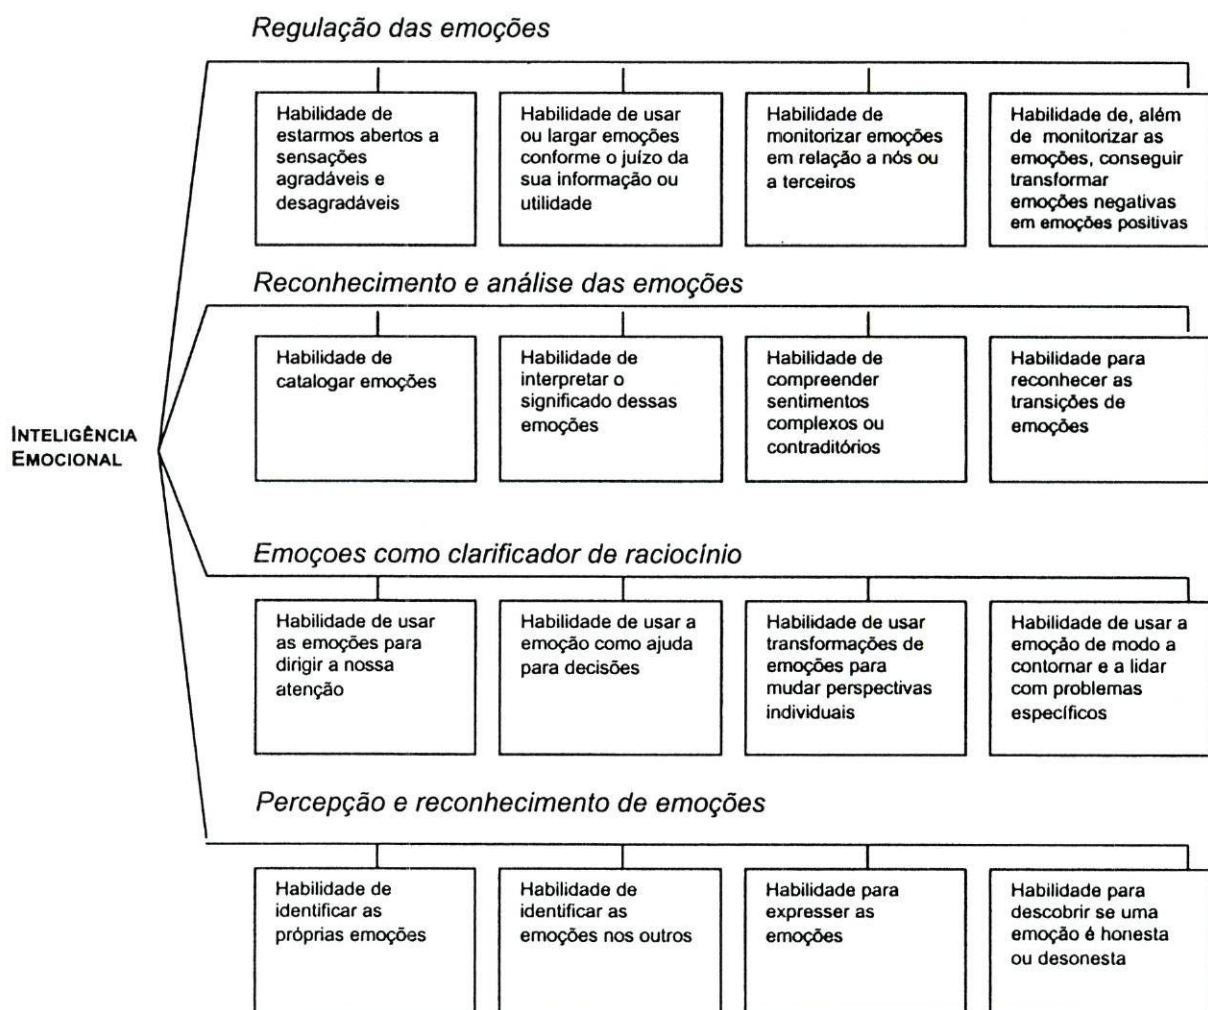 Regulação das emoções
Habilidade de
estarmos abertos a
sensações
agradáveis e
desagradáveis
Habilidade de usar
ou largar emoções
conforme o juízo da
sua informação ou
utilidade
Habilidade de
monitorizar emoções
em relação a nós ou
a terceiros
Habilidade de, além
de monitorizar as
emoções, conseguir
transformar
emoções negativas
em emoções positivas
Reconhecimento e análise das emoções
Habilidade de
catalogar emoções
Habilidade de
interpretar o
significado dessas
emoções
Habilidade de
compreender
sentimentos
complexos ou
contraditórios
Habilidade para
reconhecer as
transições de
emoções
INTELIGÊNCIA
EMOCIONAL
Emoçoes como clarificador de raciocínio
Habilidade de usar
as emoções para
dirigir a nossa
atenção
Habilidade de usar a
emoção como ajuda
para decisões
Habilidade de usar
transformações de
emoções para
mudar perspectivas
individuais
Habilidade de usar a
emoção de modo a
contornar e a lidar
com problemas
específicos
Percepção e reconhecimento de emoções
Habilidade de
identificar as
próprias emoções
Habilidade de
identificar as
emoções nos outros
Habilidade para
expresser as
emoções
Habilidade para
descobrir se uma
emoção é honesta
ou desonesta